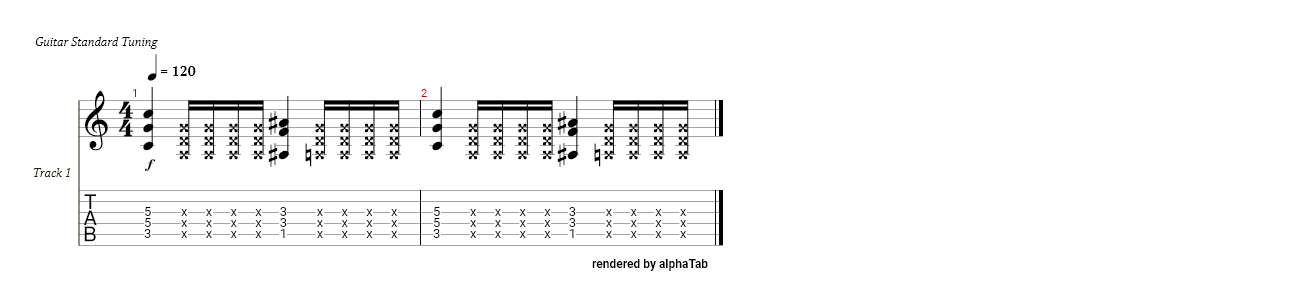 Guitar Standard Tuning
= 120
1 2
4
4
f
Track 1
T
A
B
5 x x x x 3 x x x x 5 x x x x 3 x x x x
5 x x x x 3 x x x x 5 x x x x 3 x x x x
3 x x x x 1 x x x x 3 x x x x 1 x x x x
rendered by alphaTab